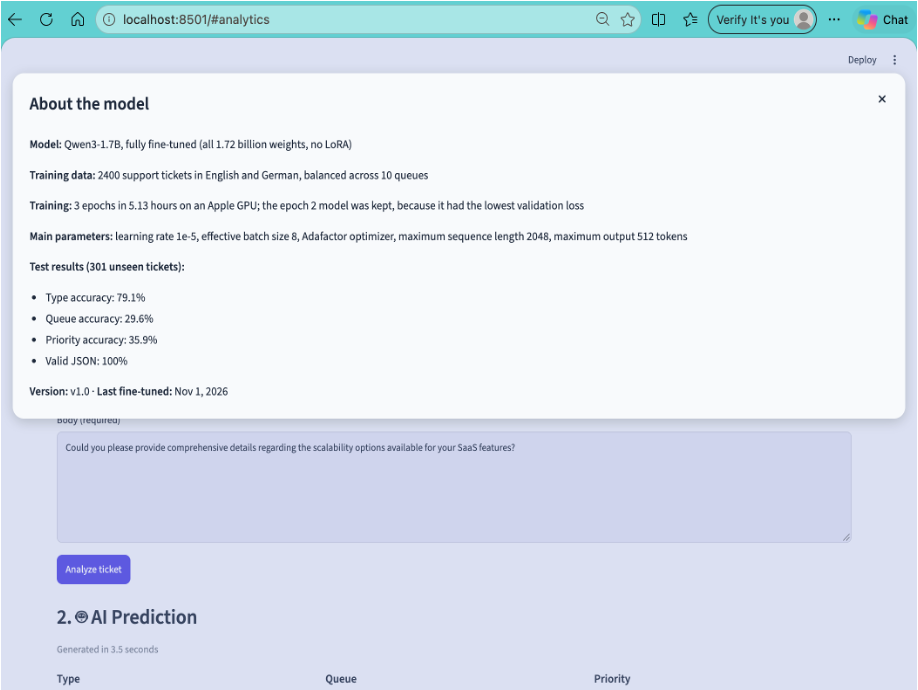 localhost:8501/#analytics
Verify It's you
Chat
Deploy
About the model
Model: Qwen3-1.7B, fully fine-tuned (all 1.72 billion weights, no LoRA)
Training data: 2400 support tickets in English and German, balanced across 10 queues
Training: 3 epochs in 5.13 hours on an Apple GPU; the epoch 2 model was kept, because it had the lowest validation loss
Main parameters: learning rate 1e-5, effective batch size 8, Adafactor optimizer, maximum sequence length 2048, maximum output 512 tokens
Test results (301 unseen tickets):
• Type accuracy: 79.1%
• Queue accuracy: 29.6%
• Priority accuracy: 35.9%
• Valid JSON: 100%
Version: v1.0 · Last fine-tuned: Nov 1, 2026
Body (required)
Could you please provide comprehensive details regarding the scalability options available for your SaaS features?
Analyze ticket
2. AI Prediction
Generated in 3.5 seconds
Type Queue Priority